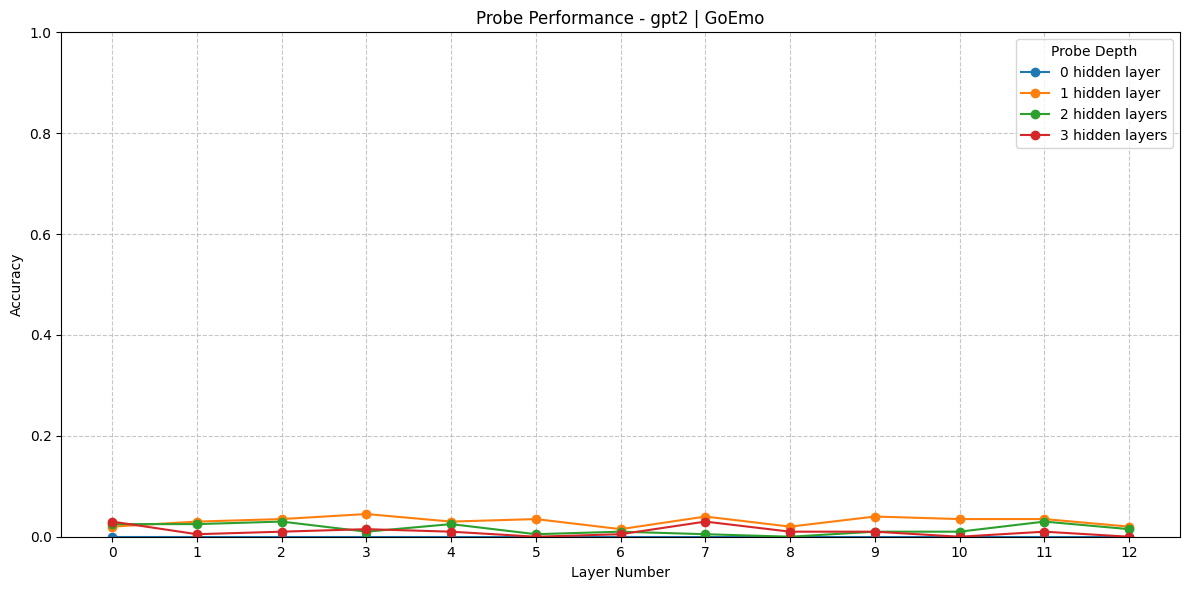 Probe Performance - gpt2 | GoEmo
Probe Depth
0 hidden layer
1 hidden layer
2 hidden layers
3 hidden layers
Accuracy
1.0
0.8
0.6
0.4
0.2
0.0
0 1 2 3 4 5 6 7 8 9 10 11 12
Layer Number